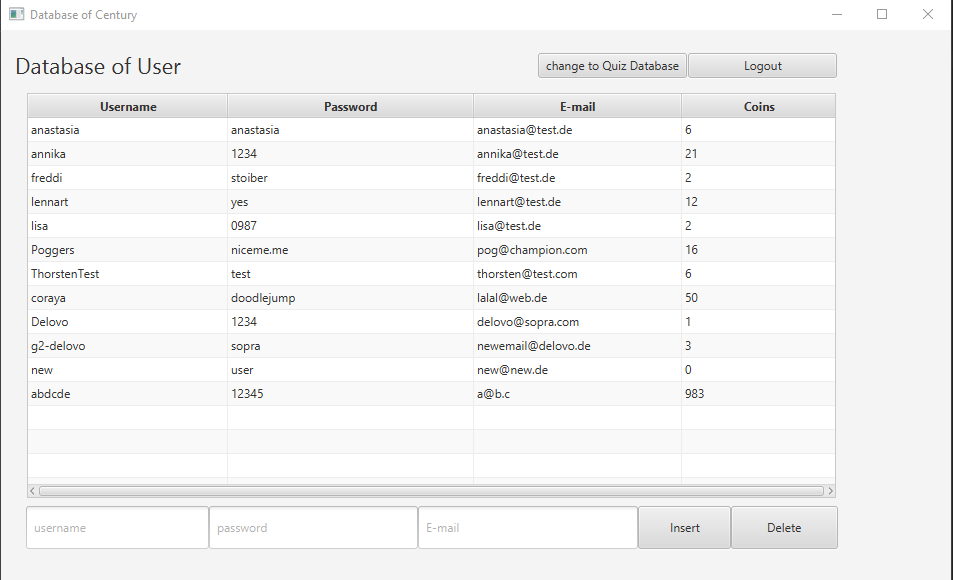 Database of Century
Database of User
change to Quiz Database Logout
Username Password E-mail Coins
anastasia anastasia anastasia@test.de 6
annika 1234 annika@test.de 21
freddi stoiber freddi@test.de 2
lennart yes lennart@test.de 12
lisa 0987 lisa@test.de 2
Poggers niceme.me pog@champion.com 16
ThorstenTest test thorsten@test.com 6
coraya doodlejump lalal@web.de 50
Delovo 1234 delovo@sopra.com 1
g2-delovo sopra newemail@delovo.de 3
new user new@new.de 0
abdcde 12345 a@b.c 983
username password E-mail Insert Delete